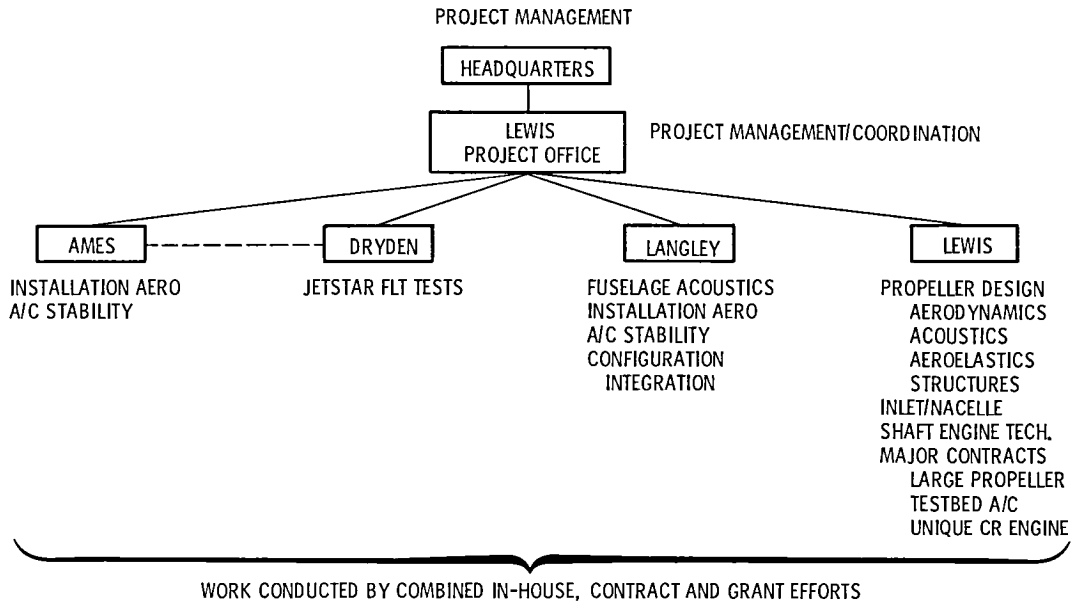 PROJECT MANAGEMENT
HEADQUARTERS
LEWIS
PROJECT OFFICE
PROJECT MANAGEMENT/COORDINATION
AMES
INSTALLATION AERO
A/C STABILITY
DRYDEN
JETSTAR FLT TESTS
LANGLEY
FUSELAGE ACOUSTICS
INSTALLATION AERO
A/C STABILITY
CONFIGURATION
INTEGRATION
LEWIS
PROPELLER DESIGN
AERODYNAMICS
ACOUSTICS
AEROELASTICS
STRUCTURES
INLET/NACELLE
SHAFT ENGINE TECH.
MAJOR CONTRACTS
LARGE PROPELLER
TESTBED A/C
UNIQUE CR ENGINE
WORK CONDUCTED BY COMBINED IN-HOUSE, CONTRACT AND GRANT EFFORTS